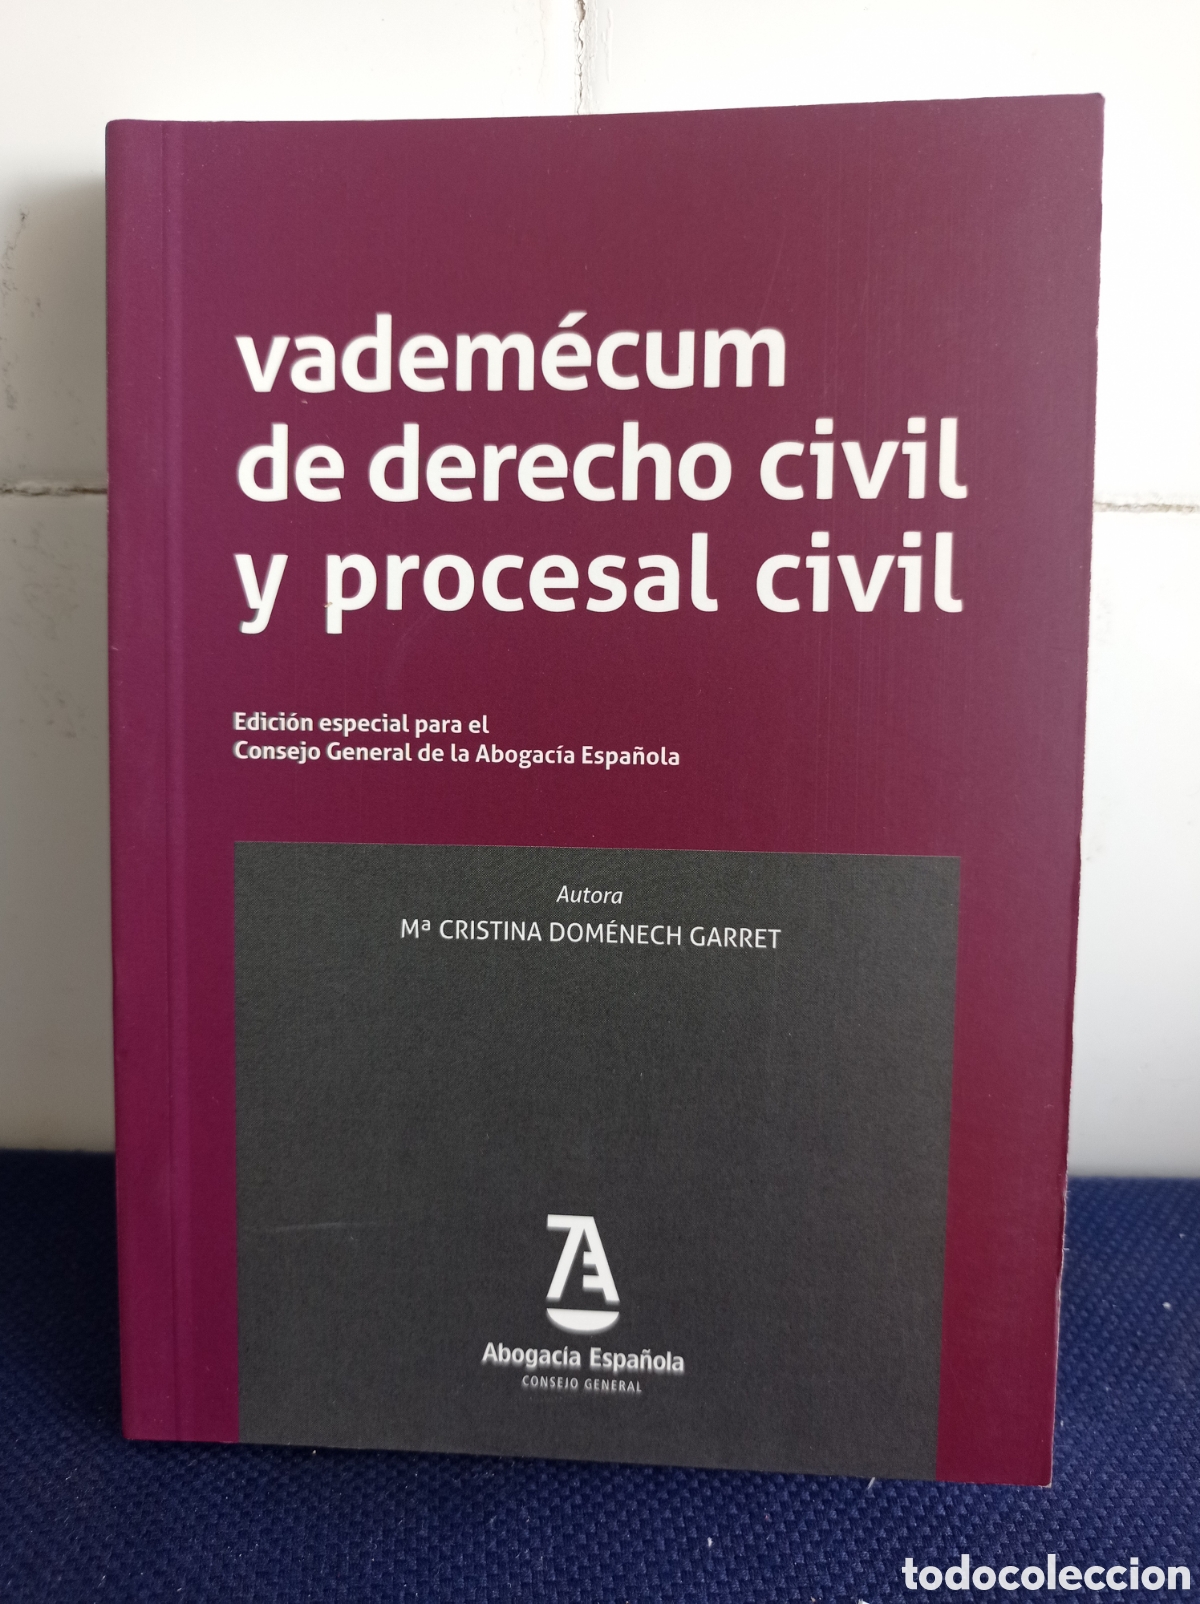 vademécum
de derecho civil
y procesal civil
Edición especial para el
Consejo General de la Abogacía Española
Autora
Mª CRISTINA DOMÉNECH GARRET
Abogacía Española
CONSEJO GENERAL
todocoleccion